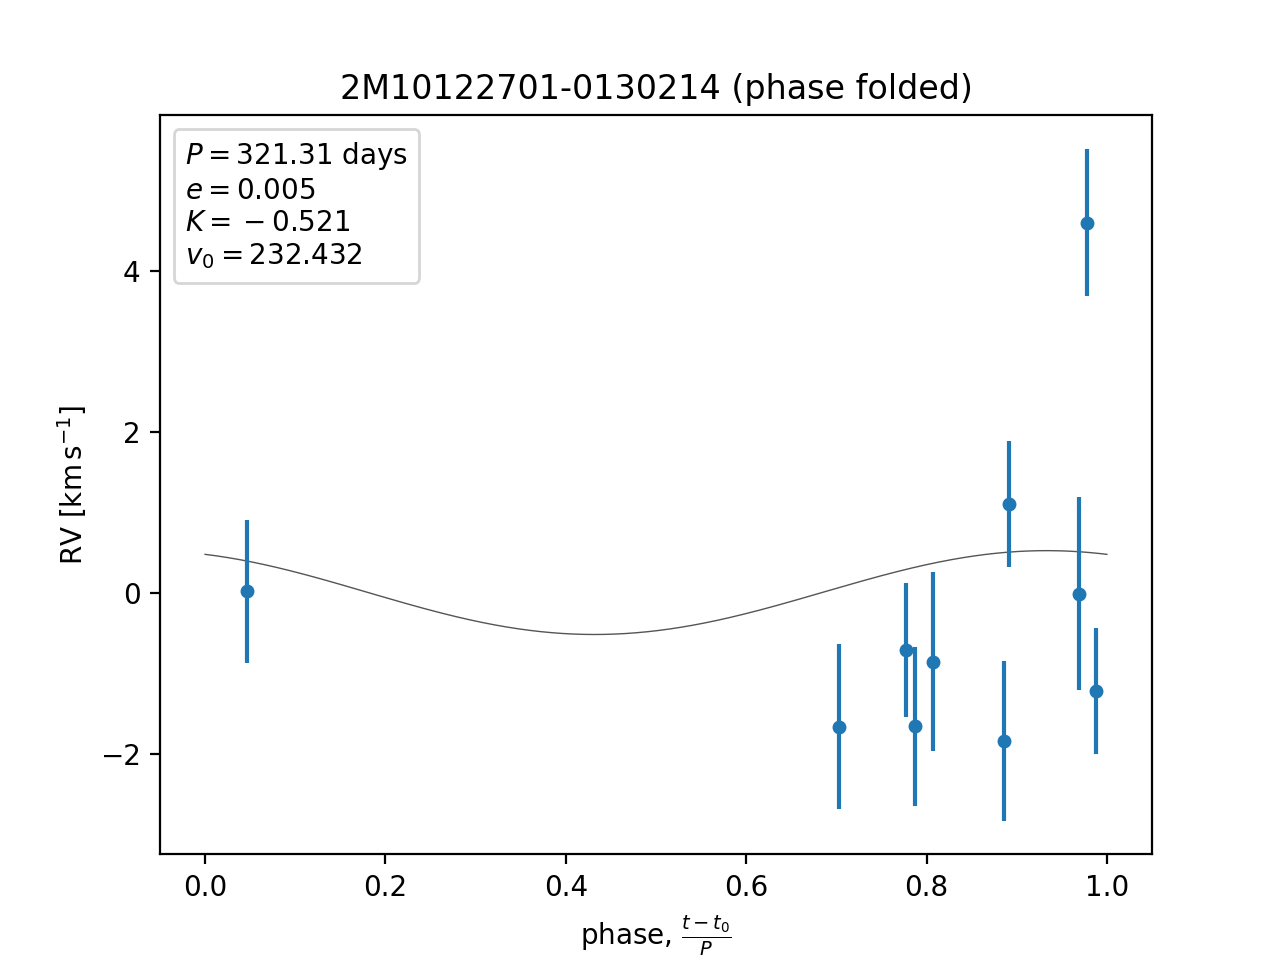 2M10122701-0130214 (phase folded)
P = 321.31 days
e = 0.005
K = −0.521
v₀ = 232.432
4
2
0
−2
RV [km s⁻¹]
0.0 0.2 0.4 0.6 0.8 1.0
phase, (t − t₀)/P